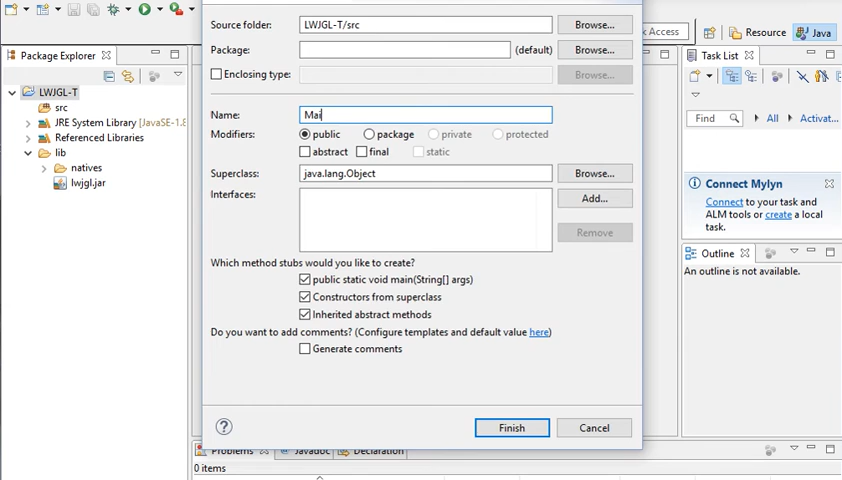 Source folder: LWJGL-T/src Browse...
Package: (default) Browse...
Enclosing type: Browse...
Name: Mai
Modifiers: public package private protected
abstract final static
Superclass: java.lang.Object Browse...
Interfaces: Add...
Remove
Which method stubs would you like to create?
public static void main(String[] args)
Constructors from superclass
Inherited abstract methods
Do you want to add comments? (Configure templates and default value here)
Generate comments
Finish Cancel
Package Explorer
LWJGL-T
src
JRE System Library [JavaSE-1.8
Referenced Libraries
lib
natives
lwjgl.jar
Access
Resource Java
Task List
Find All Activat...
Connect Mylyn
Connect to your task and
ALM tools or create a local
task.
Outline
An outline is not available.
Problems Javadoc Declaration
0 items